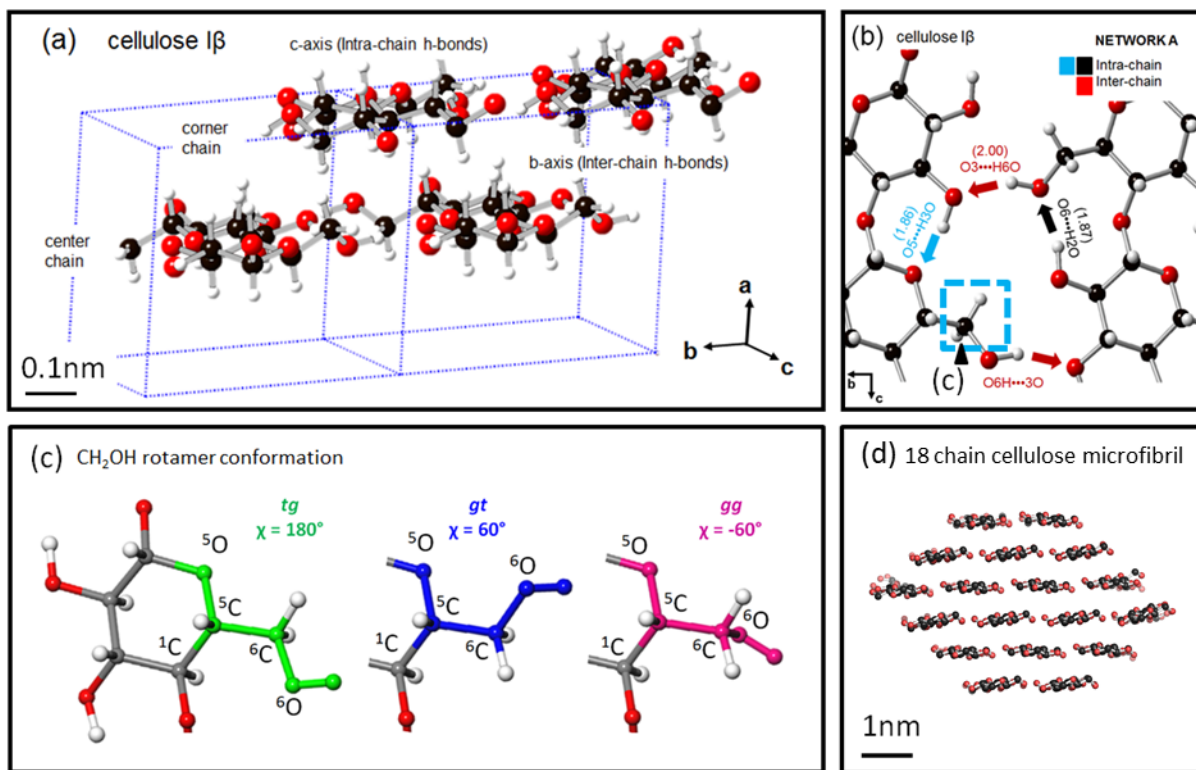 (a)
cellulose Iβ
c-axis (Intra-chain h-bonds)
corner
chain
b-axis (Inter-chain h-bonds)
center
chain
a
b
c
0.1nm
(b)
cellulose Iβ
NETWORK A
Intra-chain
Inter-chain
(2.00)
O3•••H6O
(1.86)
O5•••H3O
(1.87)
O6•••H2O
(c)
O6H•••3O
b
c
(c) CH₂OH rotamer conformation
tg
χ = 180°
gt
χ = 60°
gg
χ = -60°
⁵O
⁵C
¹C
⁶C
⁶O
⁵O
⁶O
⁵C
¹C
⁶C
⁵O
⁵C
⁶O
¹C
⁶C
(d) 18 chain cellulose microfibril
1nm